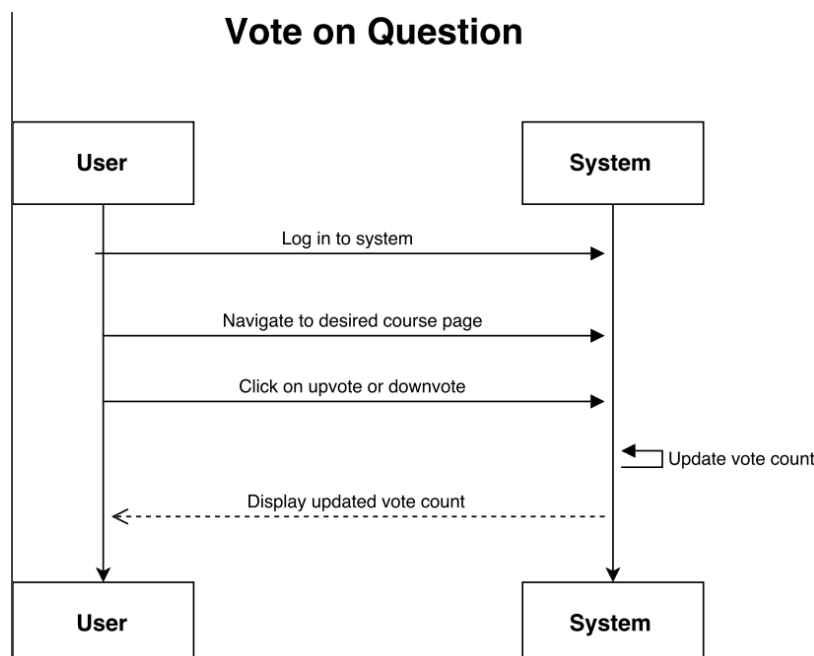 Vote on Question
User
System
Log in to system
Navigate to desired course page
Click on upvote or downvote
Update vote count
Display updated vote count
User
System